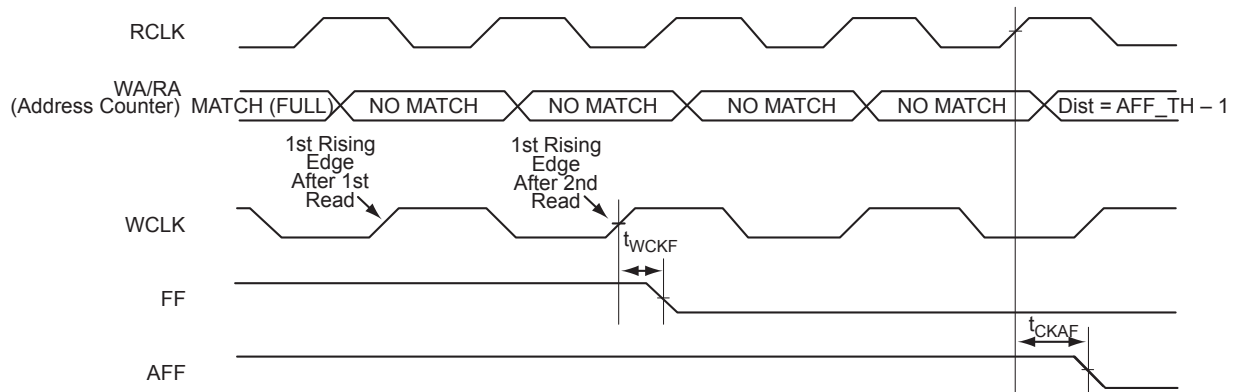 RCLK
WA/RA
(Address Counter)
MATCH (FULL)
NO MATCH
NO MATCH
NO MATCH
NO MATCH
Dist = AFF_TH – 1
1st Rising
Edge
After 1st
Read
1st Rising
Edge
After 2nd
Read
WCLK
tWCKF
FF
tCKAF
AFF